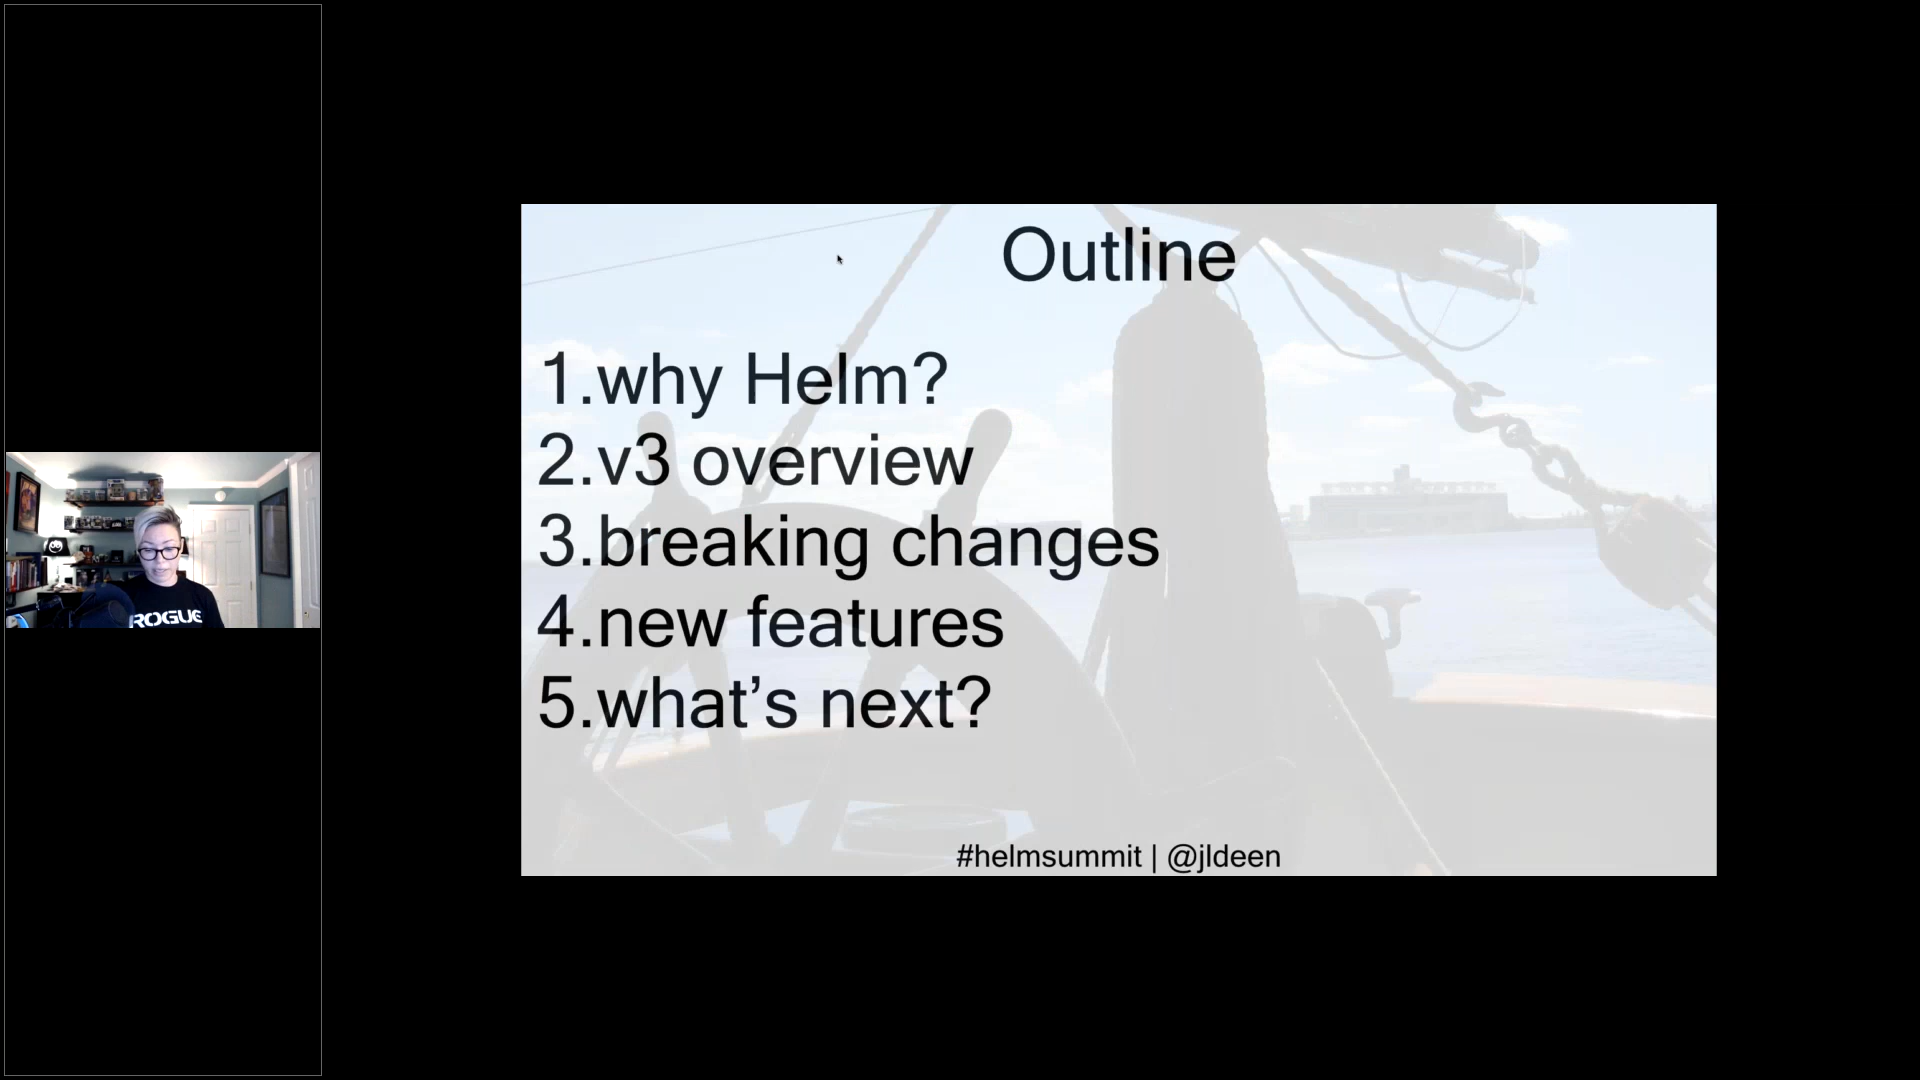 Outline
1.why Helm?
2.v3 overview
3.breaking changes
4.new features
5.what’s next?
#helmsummit | @jldeen
ROGUE